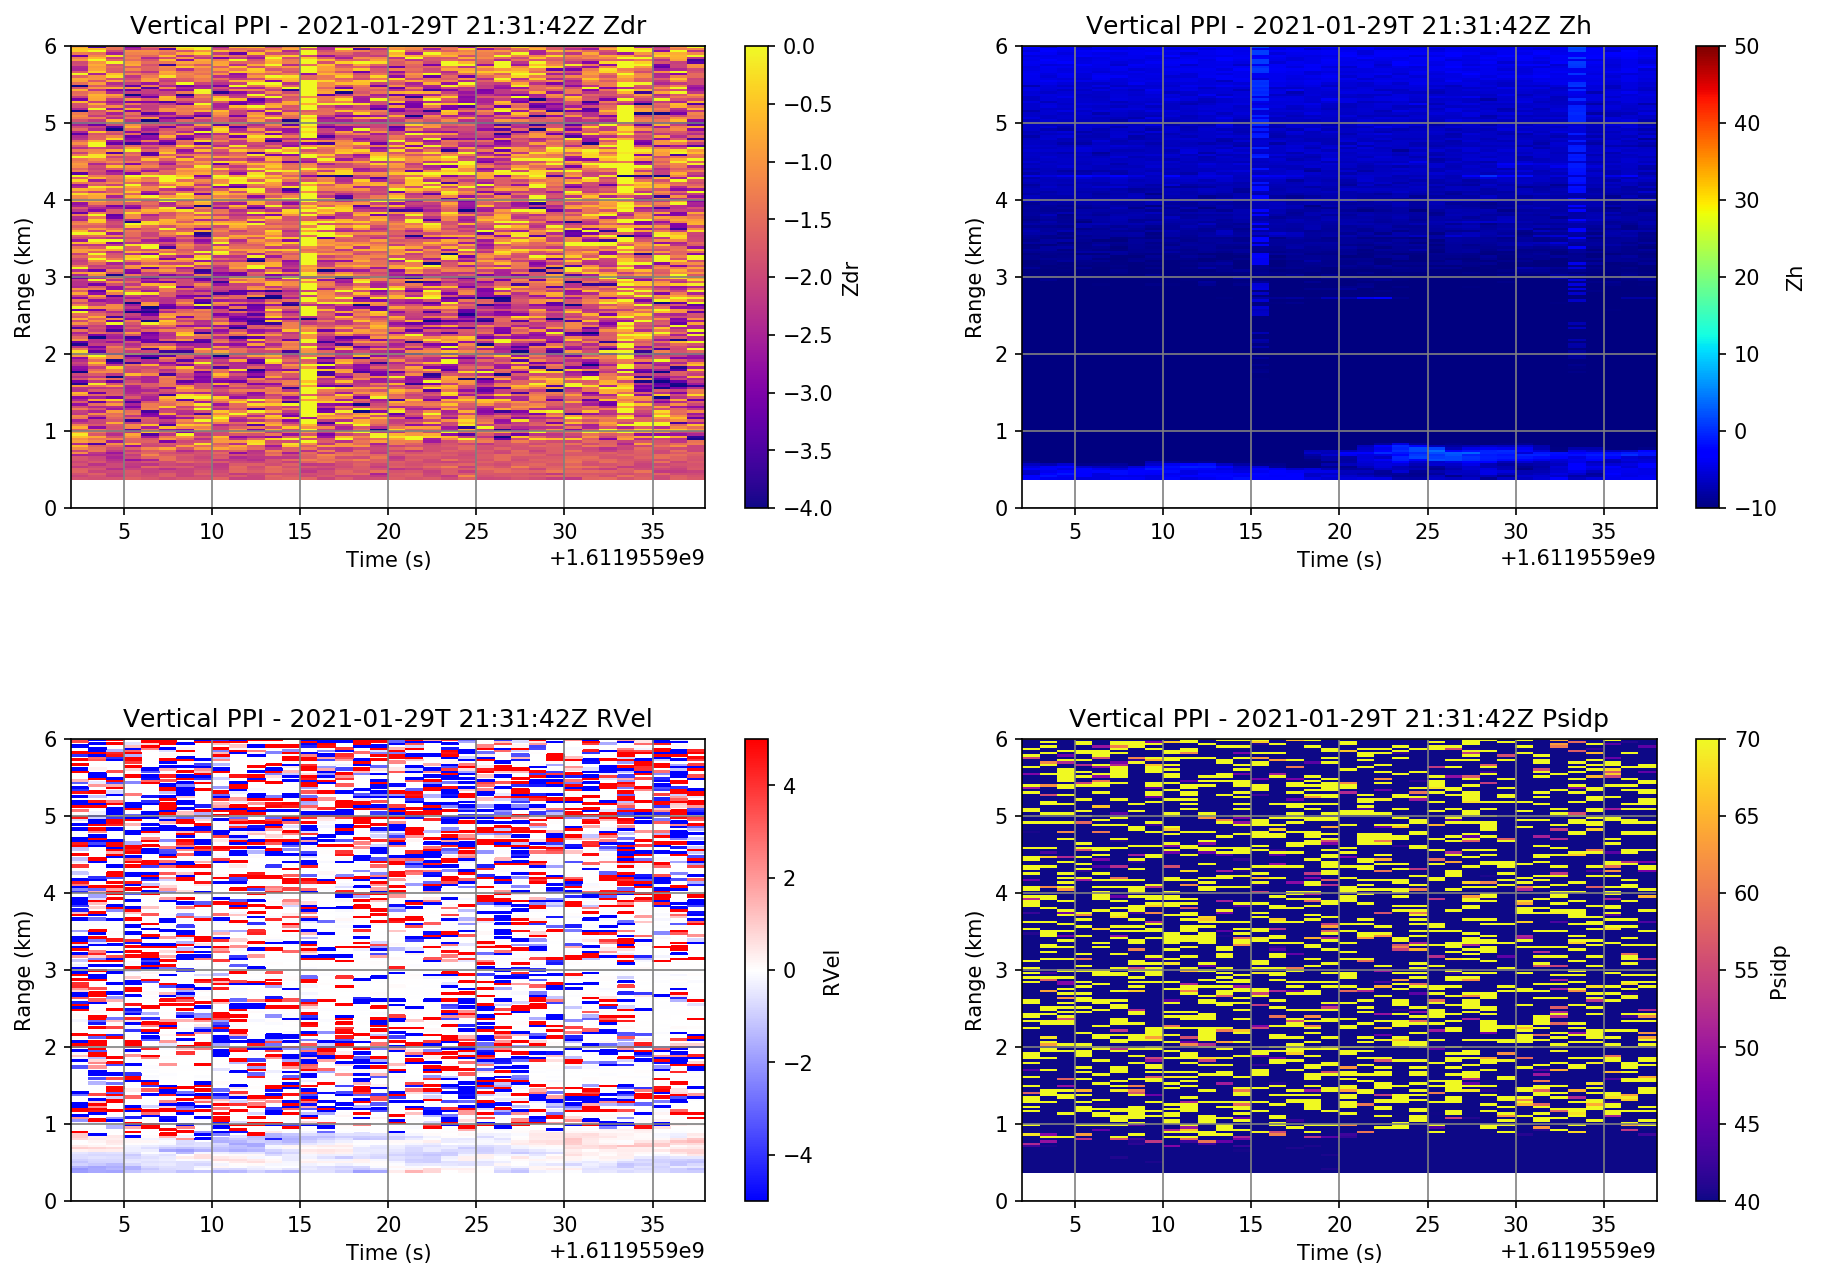 Vertical PPI - 2021-01-29T 21:31:42Z Zdr
6
5
4
3
2
1
0
Range (km)
5 10 15 20 25 30 35
Time (s)
+1.6119559e9
0.0
−0.5
−1.0
−1.5
−2.0
−2.5
−3.0
−3.5
−4.0
Zdr
Vertical PPI - 2021-01-29T 21:31:42Z Zh
6
5
4
3
2
1
0
Range (km)
5 10 15 20 25 30 35
Time (s)
+1.6119559e9
50
40
30
20
10
0
−10
Zh
Vertical PPI - 2021-01-29T 21:31:42Z RVel
6
5
4
3
2
1
0
Range (km)
5 10 15 20 25 30 35
Time (s)
+1.6119559e9
4
2
0
−2
−4
RVel
Vertical PPI - 2021-01-29T 21:31:42Z Psidp
6
5
4
3
2
1
0
Range (km)
5 10 15 20 25 30 35
Time (s)
+1.6119559e9
70
65
60
55
50
45
40
Psidp